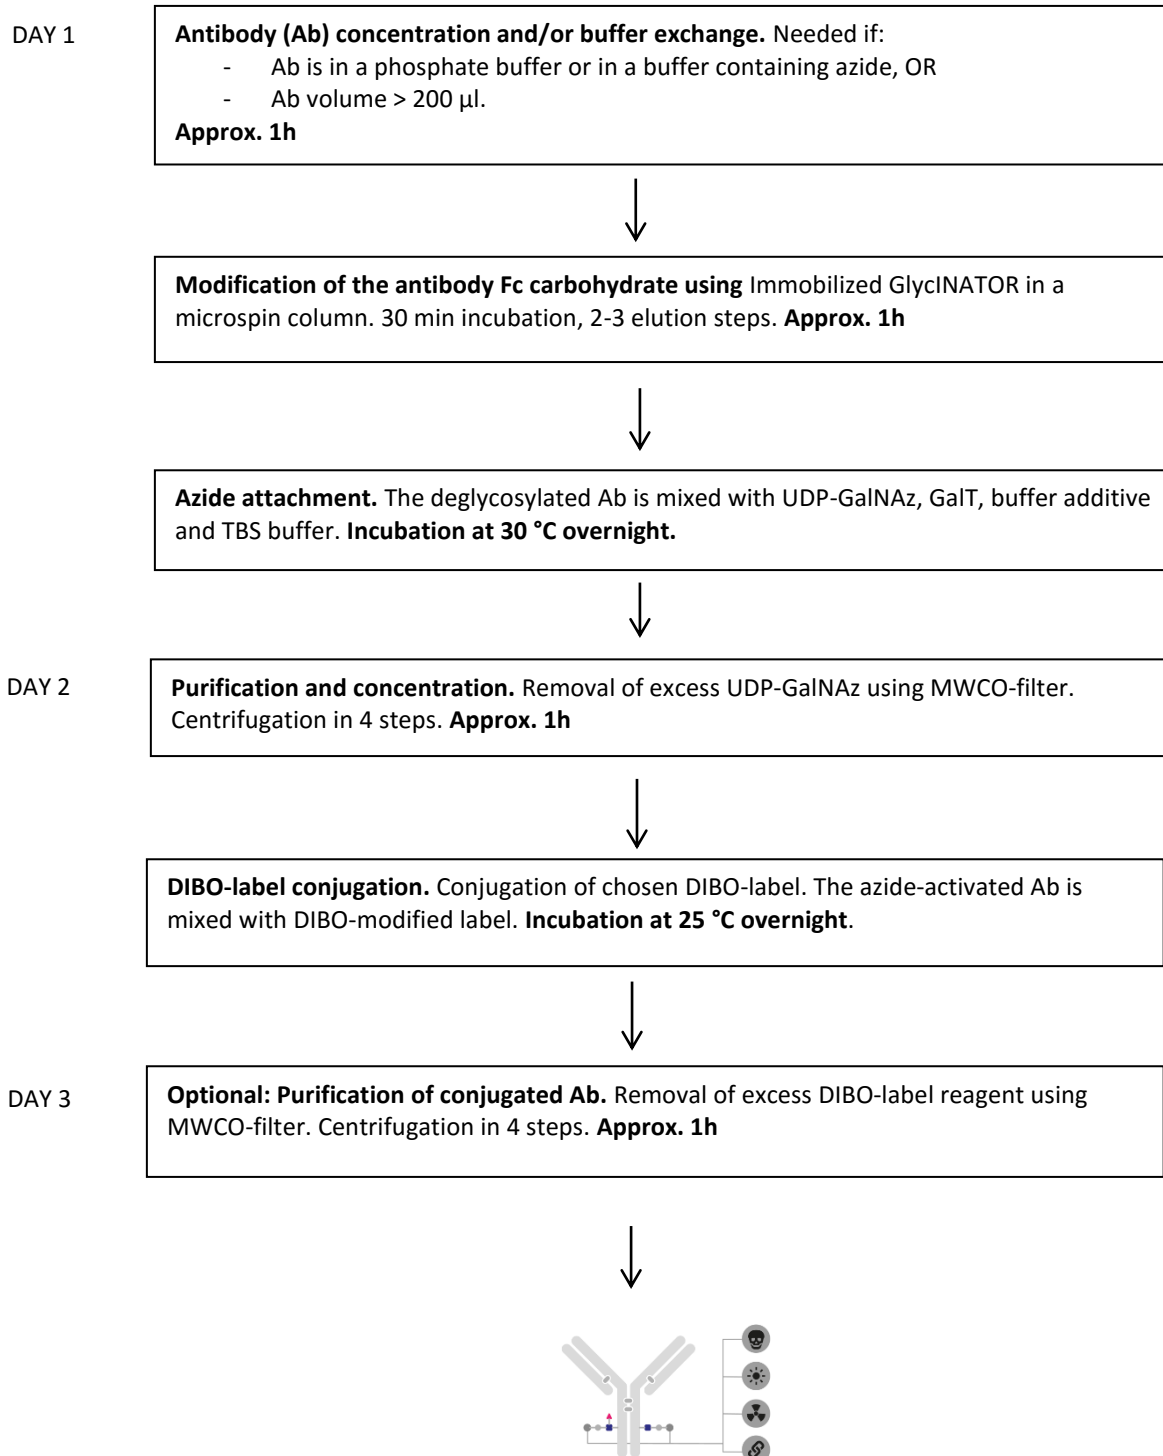 DAY 1
Antibody (Ab) concentration and/or buffer exchange. Needed if:
- Ab is in a phosphate buffer or in a buffer containing azide, OR
- Ab volume > 200 µl.
Approx. 1h
Modification of the antibody Fc carbohydrate using Immobilized GlycINATOR in a
microspin column. 30 min incubation, 2-3 elution steps. Approx. 1h
Azide attachment. The deglycosylated Ab is mixed with UDP-GalNAz, GalT, buffer additive
and TBS buffer. Incubation at 30 °C overnight.
DAY 2
Purification and concentration. Removal of excess UDP-GalNAz using MWCO-filter.
Centrifugation in 4 steps. Approx. 1h
DIBO-label conjugation. Conjugation of chosen DIBO-label. The azide-activated Ab is
mixed with DIBO-modified label. Incubation at 25 °C overnight.
DAY 3
Optional: Purification of conjugated Ab. Removal of excess DIBO-label reagent using
MWCO-filter. Centrifugation in 4 steps. Approx. 1h